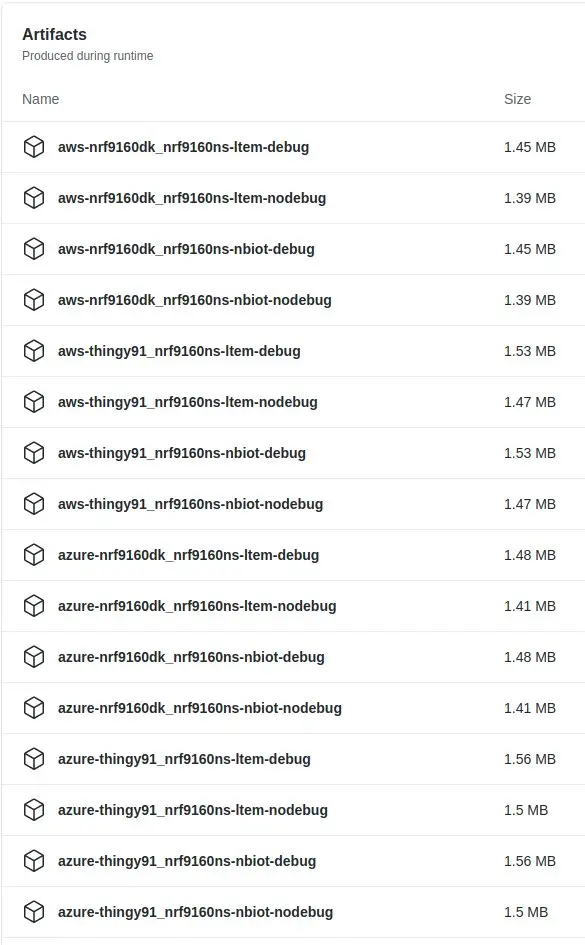 Artifacts
Produced during runtime
Name Size
aws-nrf9160dk_nrf9160ns-ltem-debug 1.45 MB
aws-nrf9160dk_nrf9160ns-ltem-nodebug 1.39 MB
aws-nrf9160dk_nrf9160ns-nbiot-debug 1.45 MB
aws-nrf9160dk_nrf9160ns-nbiot-nodebug 1.39 MB
aws-thingy91_nrf9160ns-ltem-debug 1.53 MB
aws-thingy91_nrf9160ns-ltem-nodebug 1.47 MB
aws-thingy91_nrf9160ns-nbiot-debug 1.53 MB
aws-thingy91_nrf9160ns-nbiot-nodebug 1.47 MB
azure-nrf9160dk_nrf9160ns-ltem-debug 1.48 MB
azure-nrf9160dk_nrf9160ns-ltem-nodebug 1.41 MB
azure-nrf9160dk_nrf9160ns-nbiot-debug 1.48 MB
azure-nrf9160dk_nrf9160ns-nbiot-nodebug 1.41 MB
azure-thingy91_nrf9160ns-ltem-debug 1.56 MB
azure-thingy91_nrf9160ns-ltem-nodebug 1.5 MB
azure-thingy91_nrf9160ns-nbiot-debug 1.56 MB
azure-thingy91_nrf9160ns-nbiot-nodebug 1.5 MB